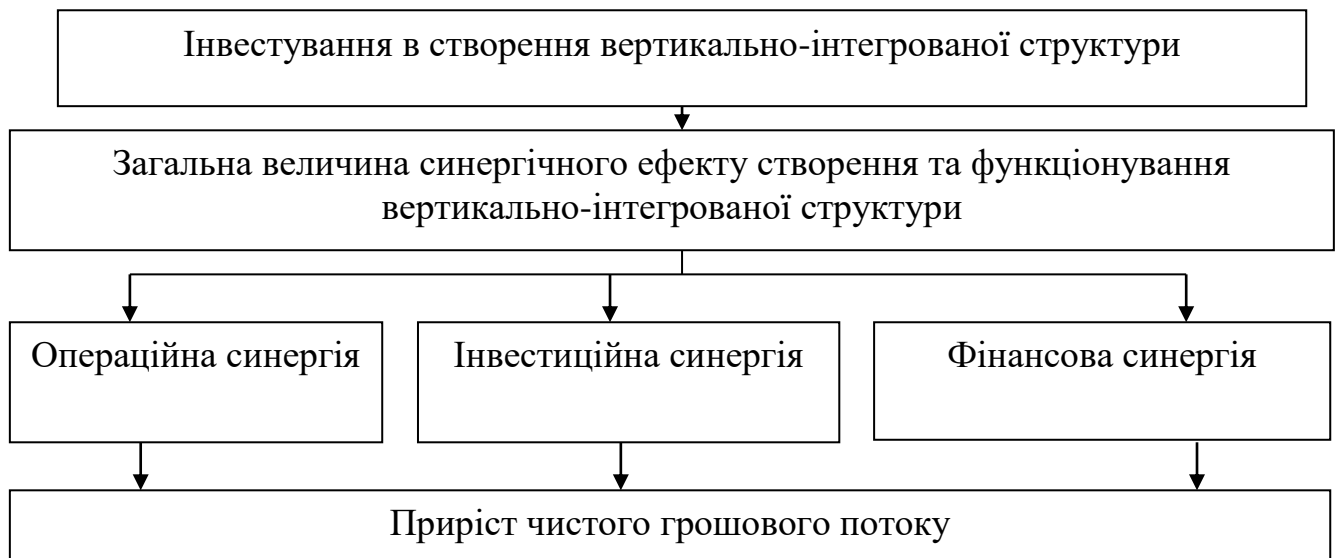 Інвестування в створення вертикально-інтегрованої структури
Загальна величина синергічного ефекту створення та функціонування
вертикально-інтегрованої структури
Операційна синергія
Інвестиційна синергія
Фінансова синергія
Приріст чистого грошового потоку